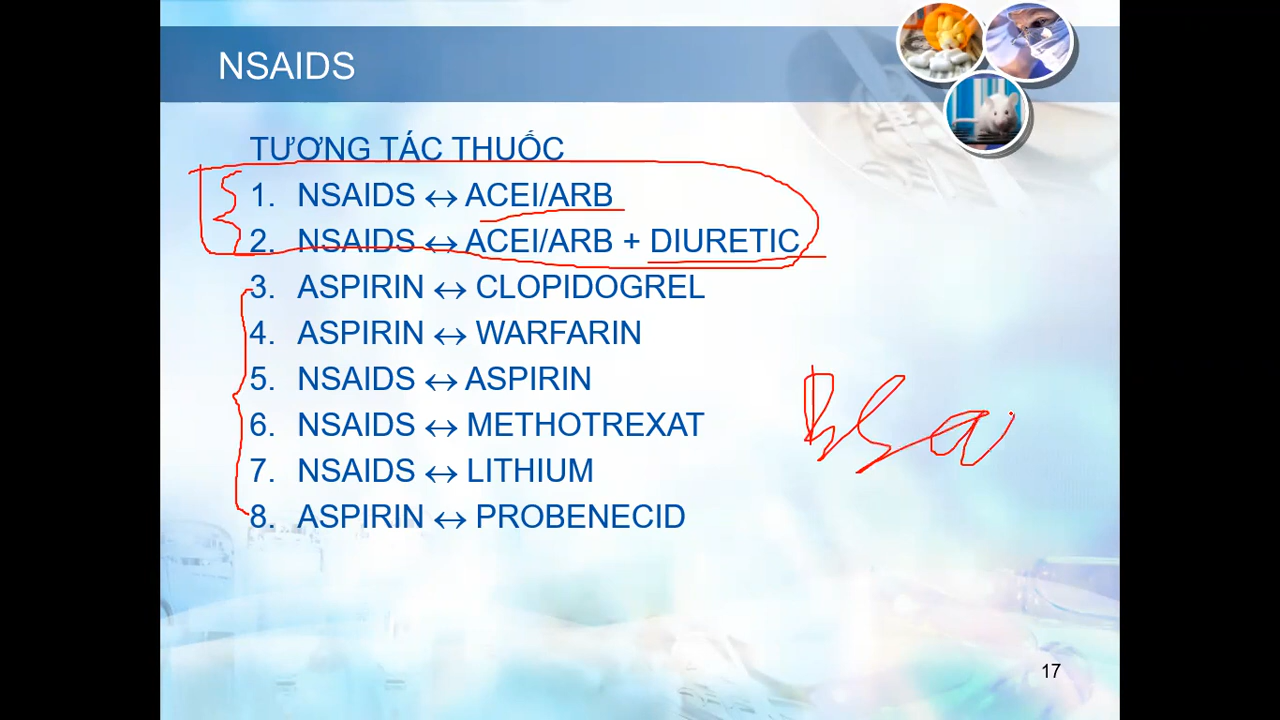 NSAIDS
TƯƠNG TÁC THUỐC
1. NSAIDS ↔ ACEI/ARB
2. NSAIDS ↔ ACEI/ARB + DIURETIC
3. ASPIRIN ↔ CLOPIDOGREL
4. ASPIRIN ↔ WARFARIN
5. NSAIDS ↔ ASPIRIN
6. NSAIDS ↔ METHOTREXAT
7. NSAIDS ↔ LITHIUM
8. ASPIRIN ↔ PROBENECID
17